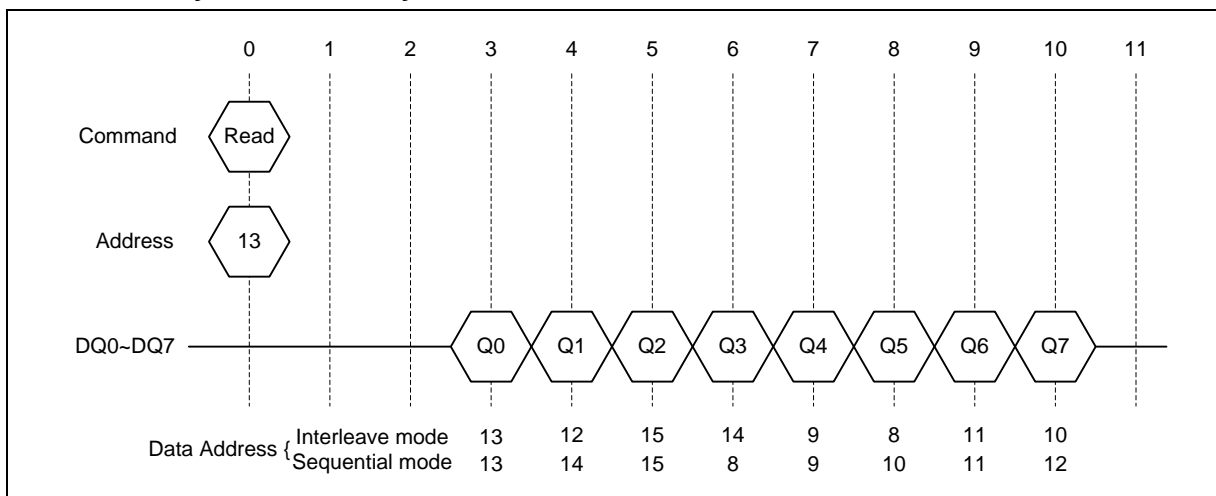 0 1 2 3 4 5 6 7 8 9 10 11
Command Read
Address 13
DQ0~DQ7 Q0 Q1 Q2 Q3 Q4 Q5 Q6 Q7
Data Address { Interleave mode 13 12 15 14 9 8 11 10
Sequential mode 13 14 15 8 9 10 11 12